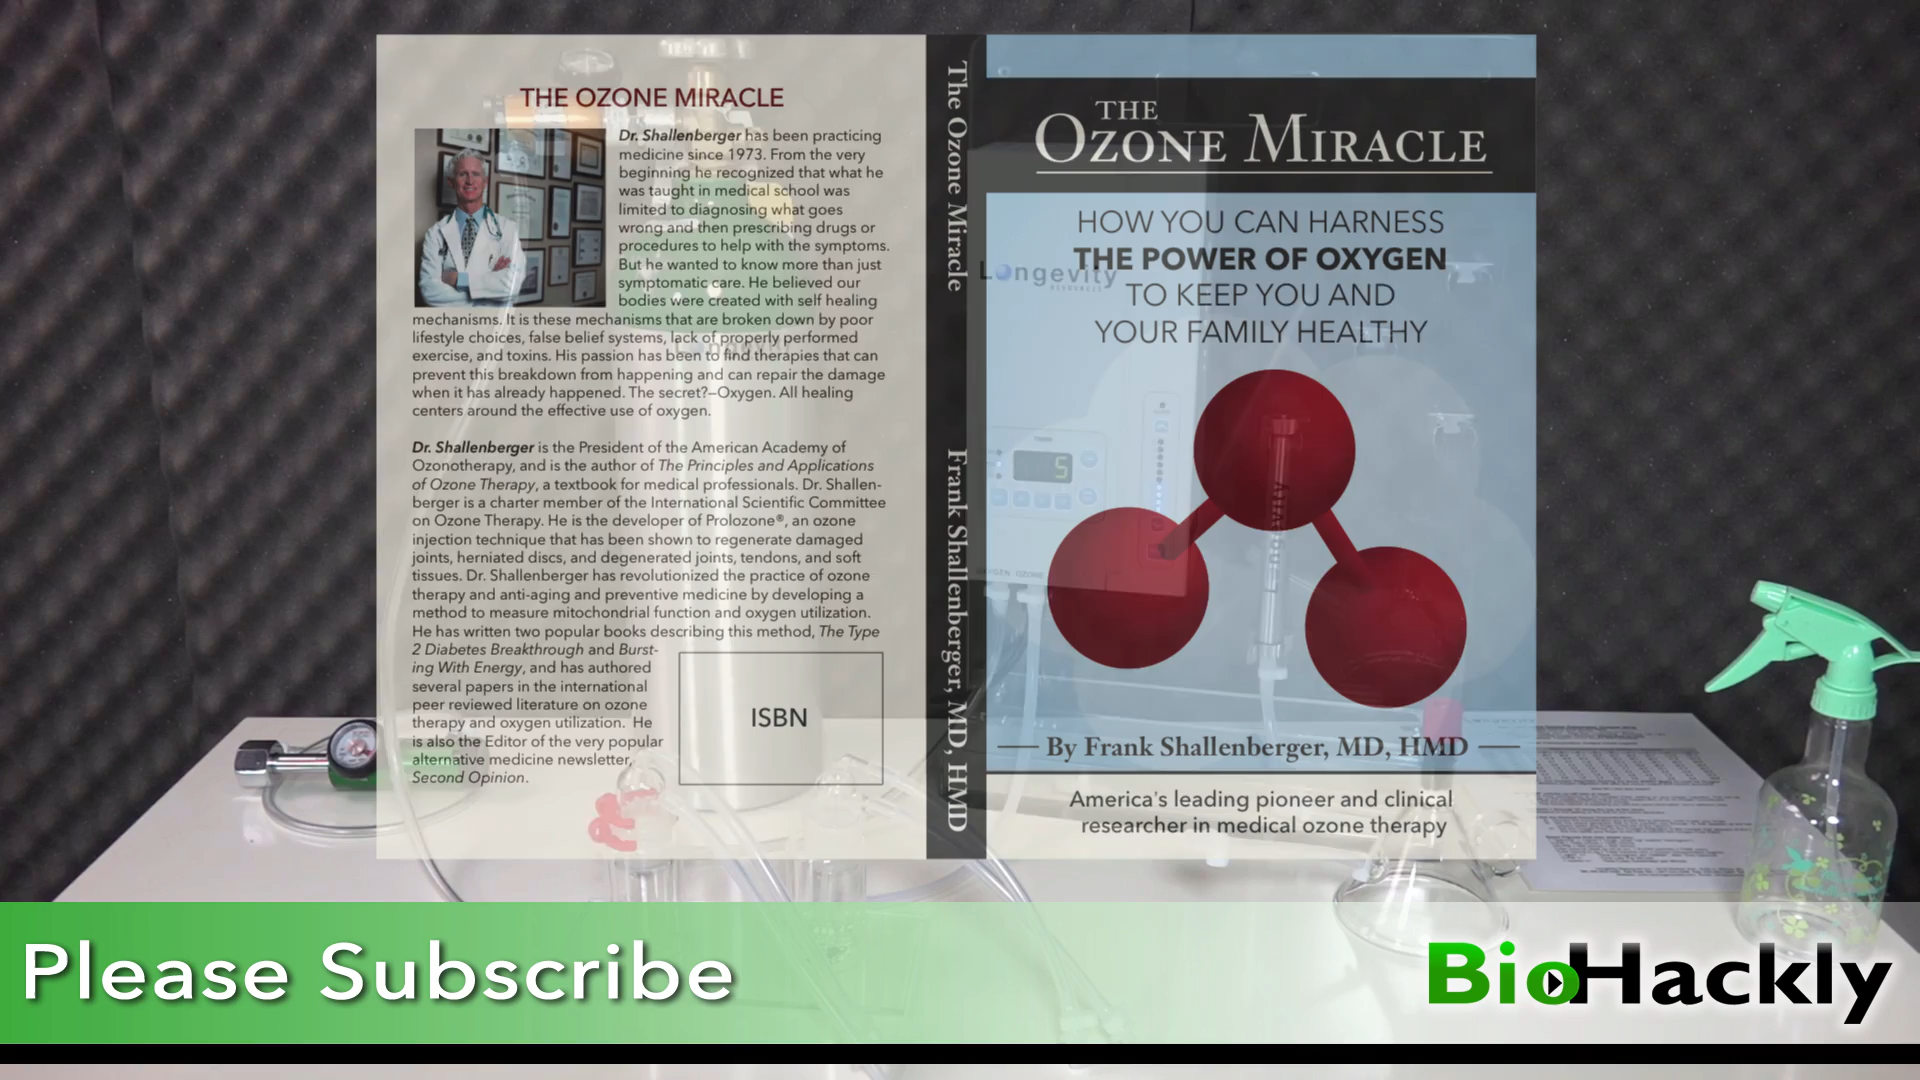 THE OZONE MIRACLE
Dr. Shallenberger has been practicing
medicine since 1973. From the very
beginning he recognized that what he
was taught in medical school was
limited to diagnosing what goes
wrong and then prescribing drugs or
procedures to help with the symptoms.
But he wanted to know more than just
symptomatic care. He believed our
bodies were created with self healing
mechanisms. It is these mechanisms that are broken down by poor
lifestyle choices, false belief systems, lack of properly performed
exercise, and toxins. His passion has been to find therapies that can
prevent this breakdown from happening and can repair the damage
when it has already happened. The secret?—Oxygen. All healing
centers around the effective use of oxygen.
Dr. Shallenberger is the President of the American Academy of
Ozonotherapy, and is the author of The Principles and Applications
of Ozone Therapy, a textbook for medical professionals. Dr. Shallen-
berger is a charter member of the International Scientific Committee
on Ozone Therapy. He is the developer of Prolozone®, an ozone
injection technique that has been shown to regenerate damaged
joints, herniated discs, and degenerated joints, tendons, and soft
tissues. Dr. Shallenberger has revolutionized the practice of ozone
therapy and anti-aging and preventive medicine by developing a
method to measure mitochondrial function and oxygen utilization.
He has written two popular books describing this method, The Type
2 Diabetes Breakthrough and Burst-
ing With Energy, and has authored
several papers in the international
peer reviewed literature on ozone
therapy and oxygen utilization. He
is also the Editor of the very popular
alternative medicine newsletter,
Second Opinion.
ISBN
The Ozone Miracle
Frank Shallenberger, MD, HMD
THE
OZONE MIRACLE
HOW YOU CAN HARNESS
THE POWER OF OXYGEN
TO KEEP YOU AND
YOUR FAMILY HEALTHY
Longevity
RESOURCES
TIMER
5
OXYGEN OZONE
LONGEVITY
By Frank Shallenberger, MD, HMD
America's leading pioneer and clinical
researcher in medical ozone therapy
Please Subscribe
BioHackly